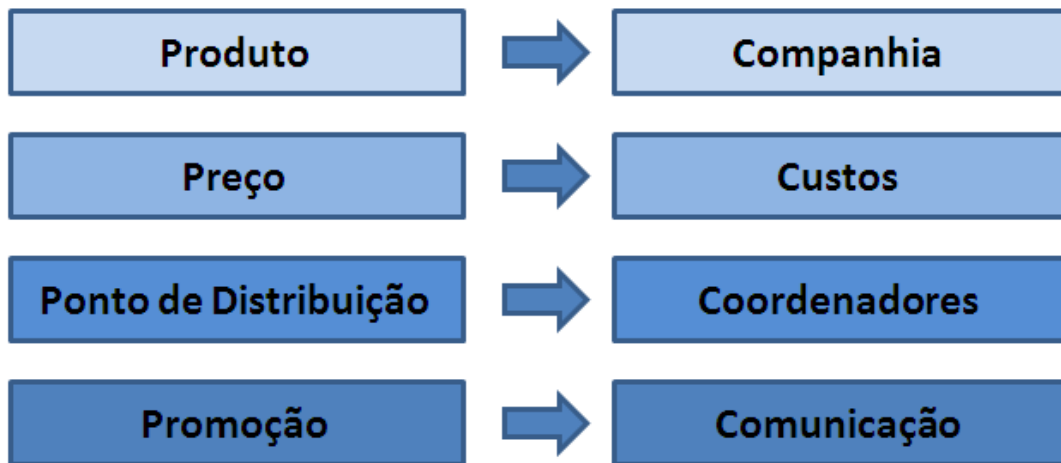 Produto
Companhia
Preço
Custos
Ponto de Distribuição
Coordenadores
Promoção
Comunicação